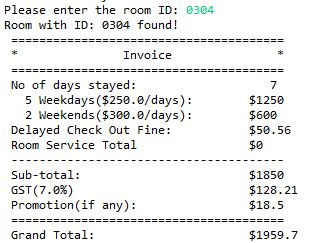 Please enter the room ID: 0304
Room with ID: 0304 found!
==================================
* Invoice *
==================================
No of days stayed: 7
5 Weekdays($250.0/days): $1250
2 Weekends($300.0/days): $600
Delayed Check Out Fine: $50.56
Room Service Total $0
----------------------------------
Sub-total: $1850
GST(7.0%) $128.21
Promotion(if any): $18.5
==================================
Grand Total: $1959.7